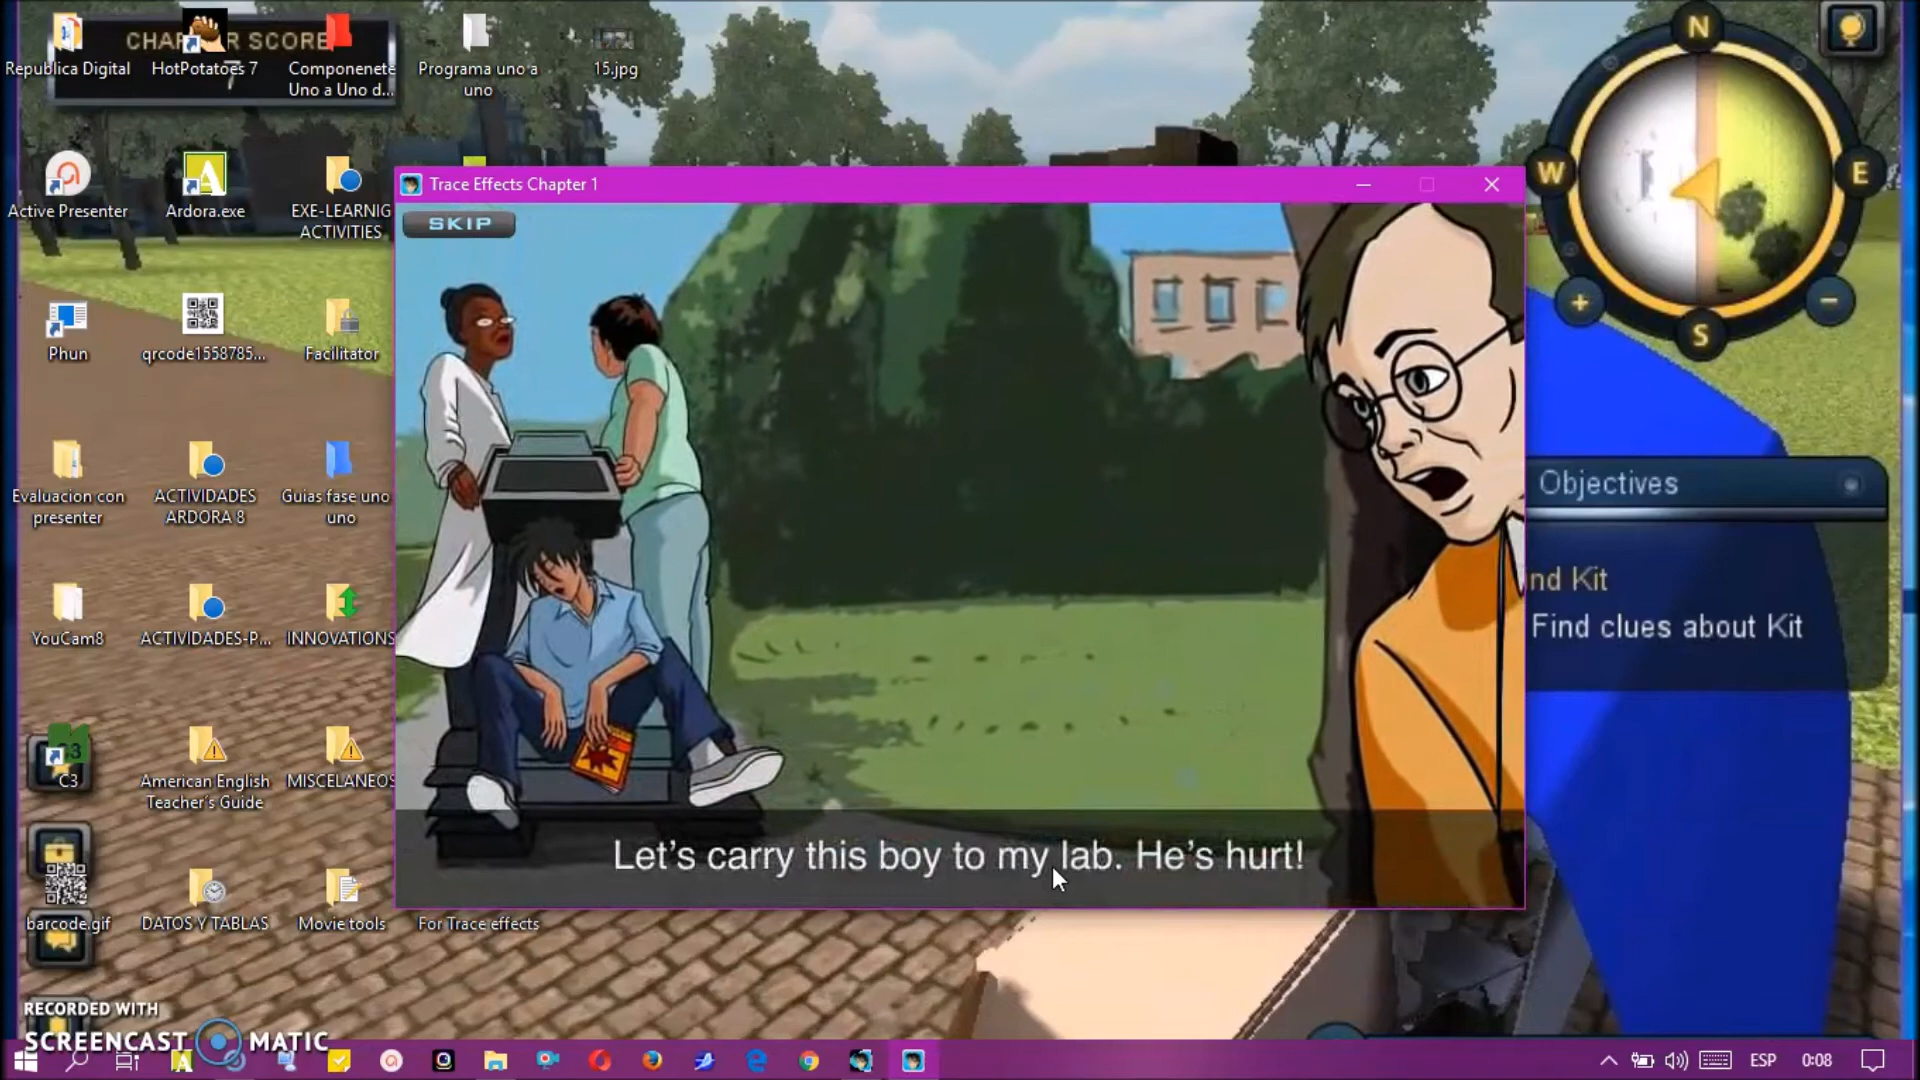 CHAPTER SCORE
7
Republica Digital
HotPotatoes 7
Componenete
Uno a Uno d...
Programa uno a
uno
15.jpg
N
W
E
S
+
−
Active Presenter
Ardora.exe
EXE-LEARNIG
ACTIVITIES
Trace Effects Chapter 1
SKIP
Phun
qrcode1558785...
Facilitator
Evaluacion con
presenter
ACTIVIDADES
ARDORA 8
Guias fase uno
uno
Objectives
nd Kit
Find clues about Kit
YouCam8
ACTIVIDADES-P...
INNOVATIONS
C3
American English
Teacher's Guide
MISCELANEOS
Let's carry this boy to my lab. He's hurt!
barcode.gif
DATOS Y TABLAS
Movie tools
For Trace effects
RECORDED WITH
SCREENCAST MATIC
ESP
0:08